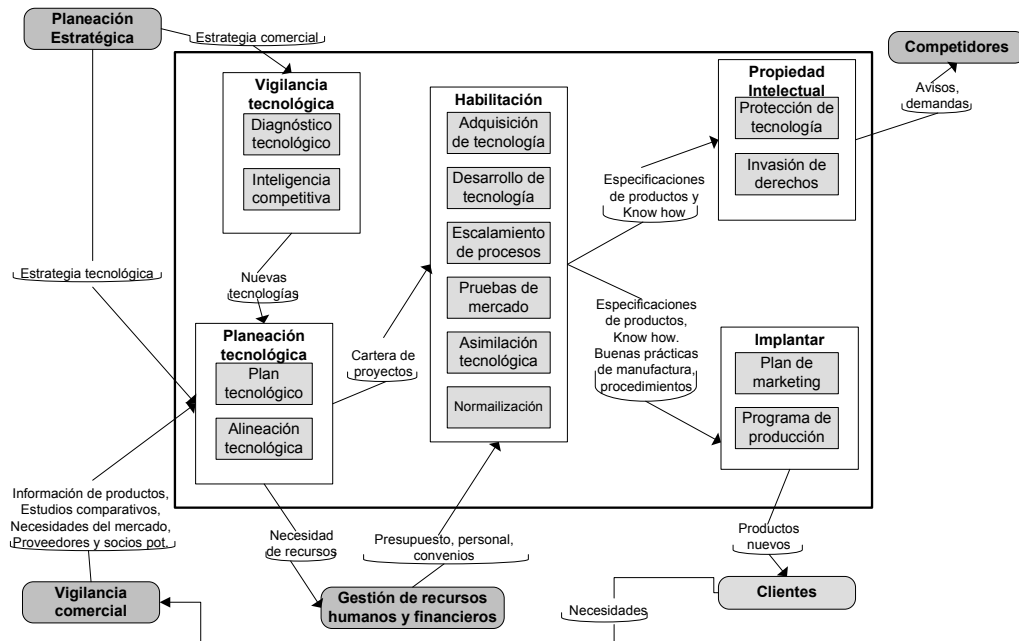 Planeación
Estratégica
Estrategia comercial
Competidores
Avisos,
demandas
Vigilancia
tecnológica
Diagnóstico
tecnológico
Inteligencia
competitiva
Habilitación
Adquisición
de tecnología
Desarrollo de
tecnología
Escalamiento
de procesos
Pruebas de
mercado
Asimilación
tecnológica
Normailización
Propiedad
Intelectual
Protección de
tecnología
Invasión de
derechos
Especificaciones
de productos y
Know how
Estrategia tecnológica
Nuevas
tecnologías
Planeación
tecnológica
Plan
tecnológico
Alineación
tecnológica
Cartera de
proyectos
Especificaciones
de productos,
Know how.
Buenas prácticas
de manufactura,
procedimientos
Implantar
Plan de
marketing
Programa de
producción
Información de productos,
Estudios comparativos,
Necesidades del mercado,
Proveedores y socios pot.
Necesidad
de recursos
Presupuesto, personal,
convenios
Productos
nuevos
Vigilancia
comercial
Gestión de recursos
humanos y financieros
Necesidades
Clientes